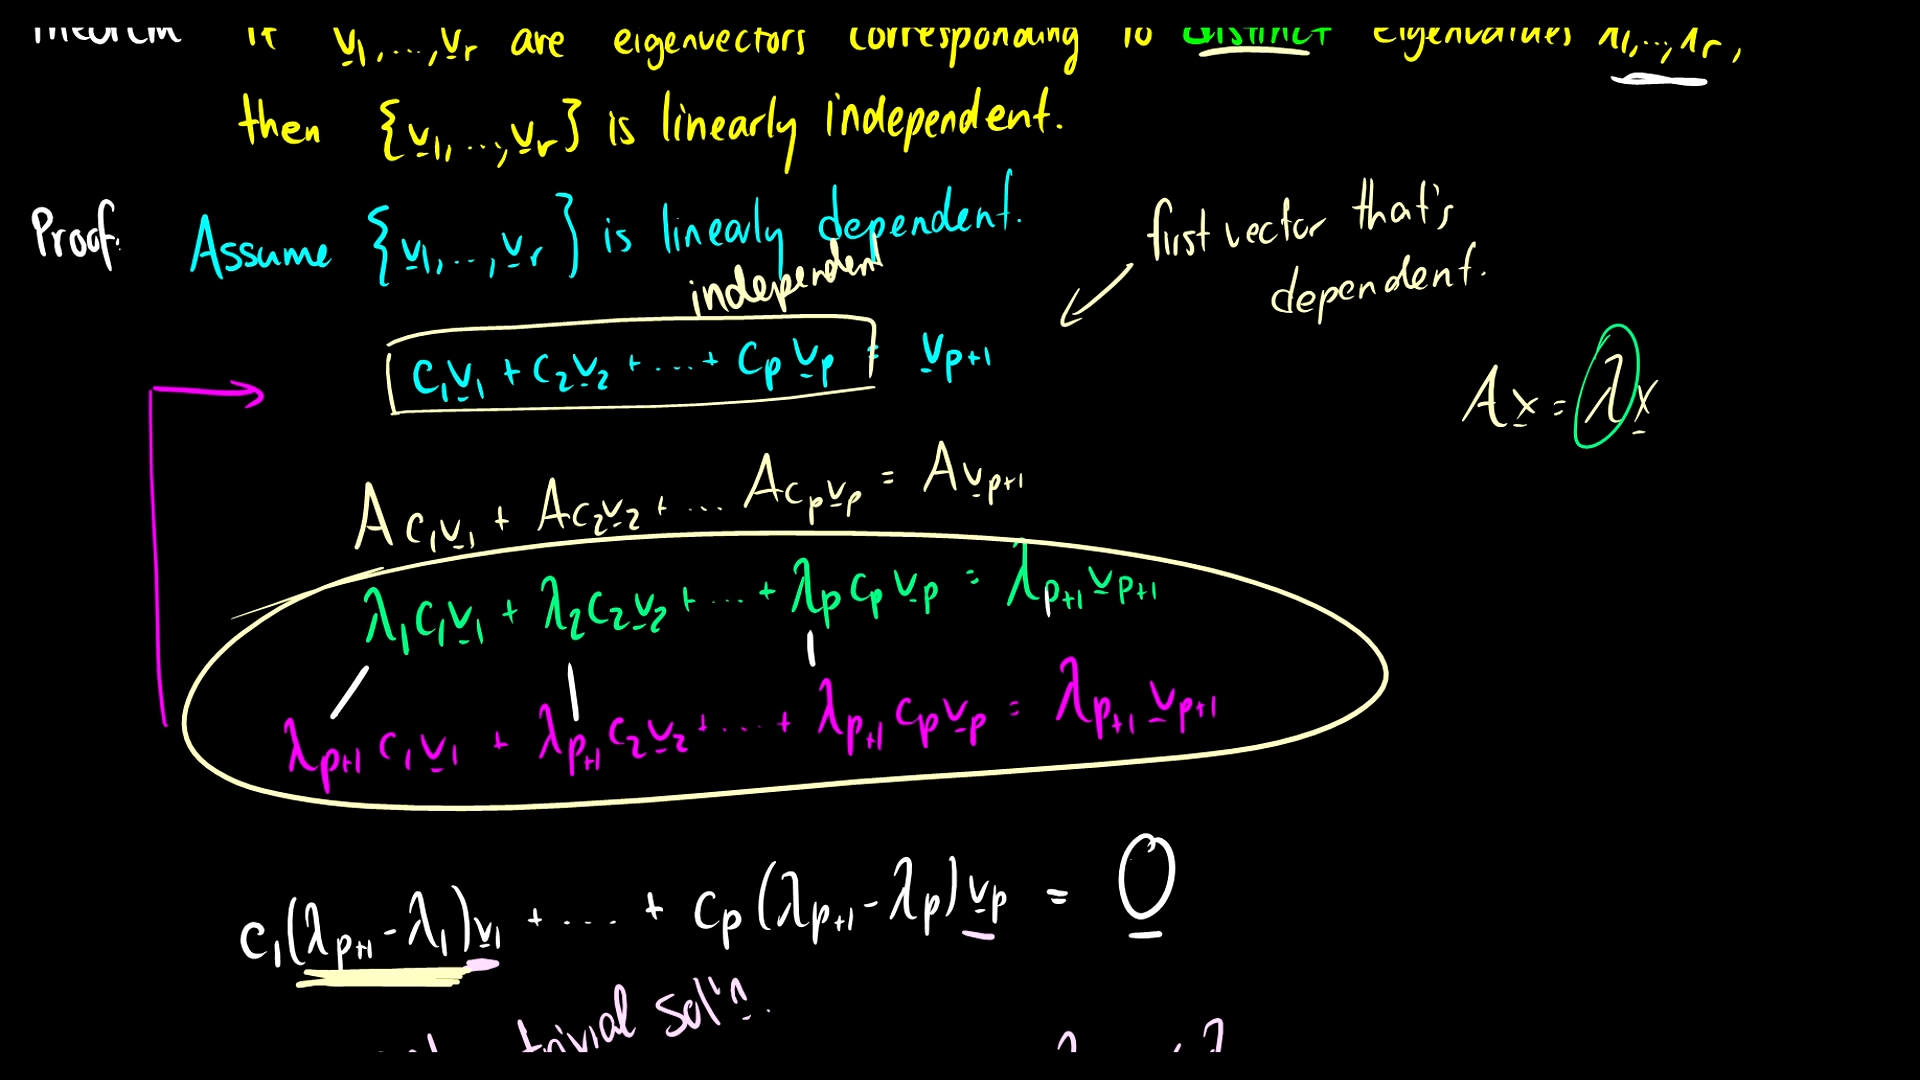 Theorem If v₁,...,vᵣ are eigenvectors corresponding to distinct eigenvalues λ₁,...,λᵣ,
then {v₁,...,vᵣ} is linearly independent.
Proof: Assume {v₁,...,vᵣ} is linearly dependent.
first vector that's
dependent.
independent
c₁v₁ + c₂v₂ + .... + cₚvₚ = vₚ₊₁
Ax = λx
Ac₁v₁ + Ac₂v₂ + ... Acₚvₚ = Avₚ₊₁
λ₁c₁v₁ + λ₂c₂v₂ + ... + λₚcₚvₚ = λₚ₊₁vₚ₊₁
λₚ₊₁c₁v₁ + λₚ₊₁c₂v₂ + ... + λₚ₊₁cₚvₚ = λₚ₊₁vₚ₊₁
c₁(λₚ₊₁ - λ₁)v₁ + .... + cₚ(λₚ₊₁ - λₚ)vₚ = 0
trivial sol'n.